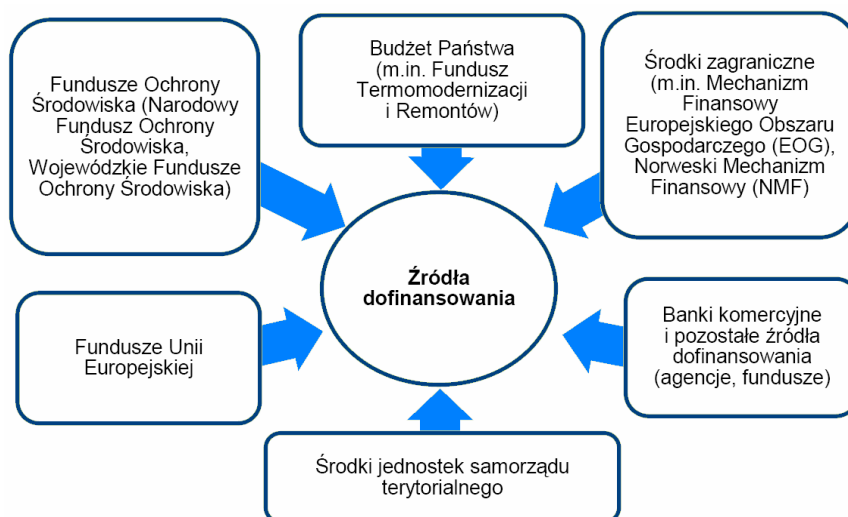 Fundusze Ochrony
Środowiska (Narodowy
Fundusz Ochrony
Środowiska,
Wojewódzkie Fundusze
Ochrony Środowiska)
Budżet Państwa
(m.in. Fundusz
Termomodernizacji
i Remontów)
Środki zagraniczne
(m.in. Mechanizm
Finansowy
Europejskiego Obszaru
Gospodarczego (EOG),
Norweski Mechanizm
Finansowy (NMF)
Źródła
dofinansowania
Fundusze Unii
Europejskiej
Banki komercyjne
i pozostałe źródła
dofinansowania
(agencje, fundusze)
Środki jednostek samorządu
terytorialnego